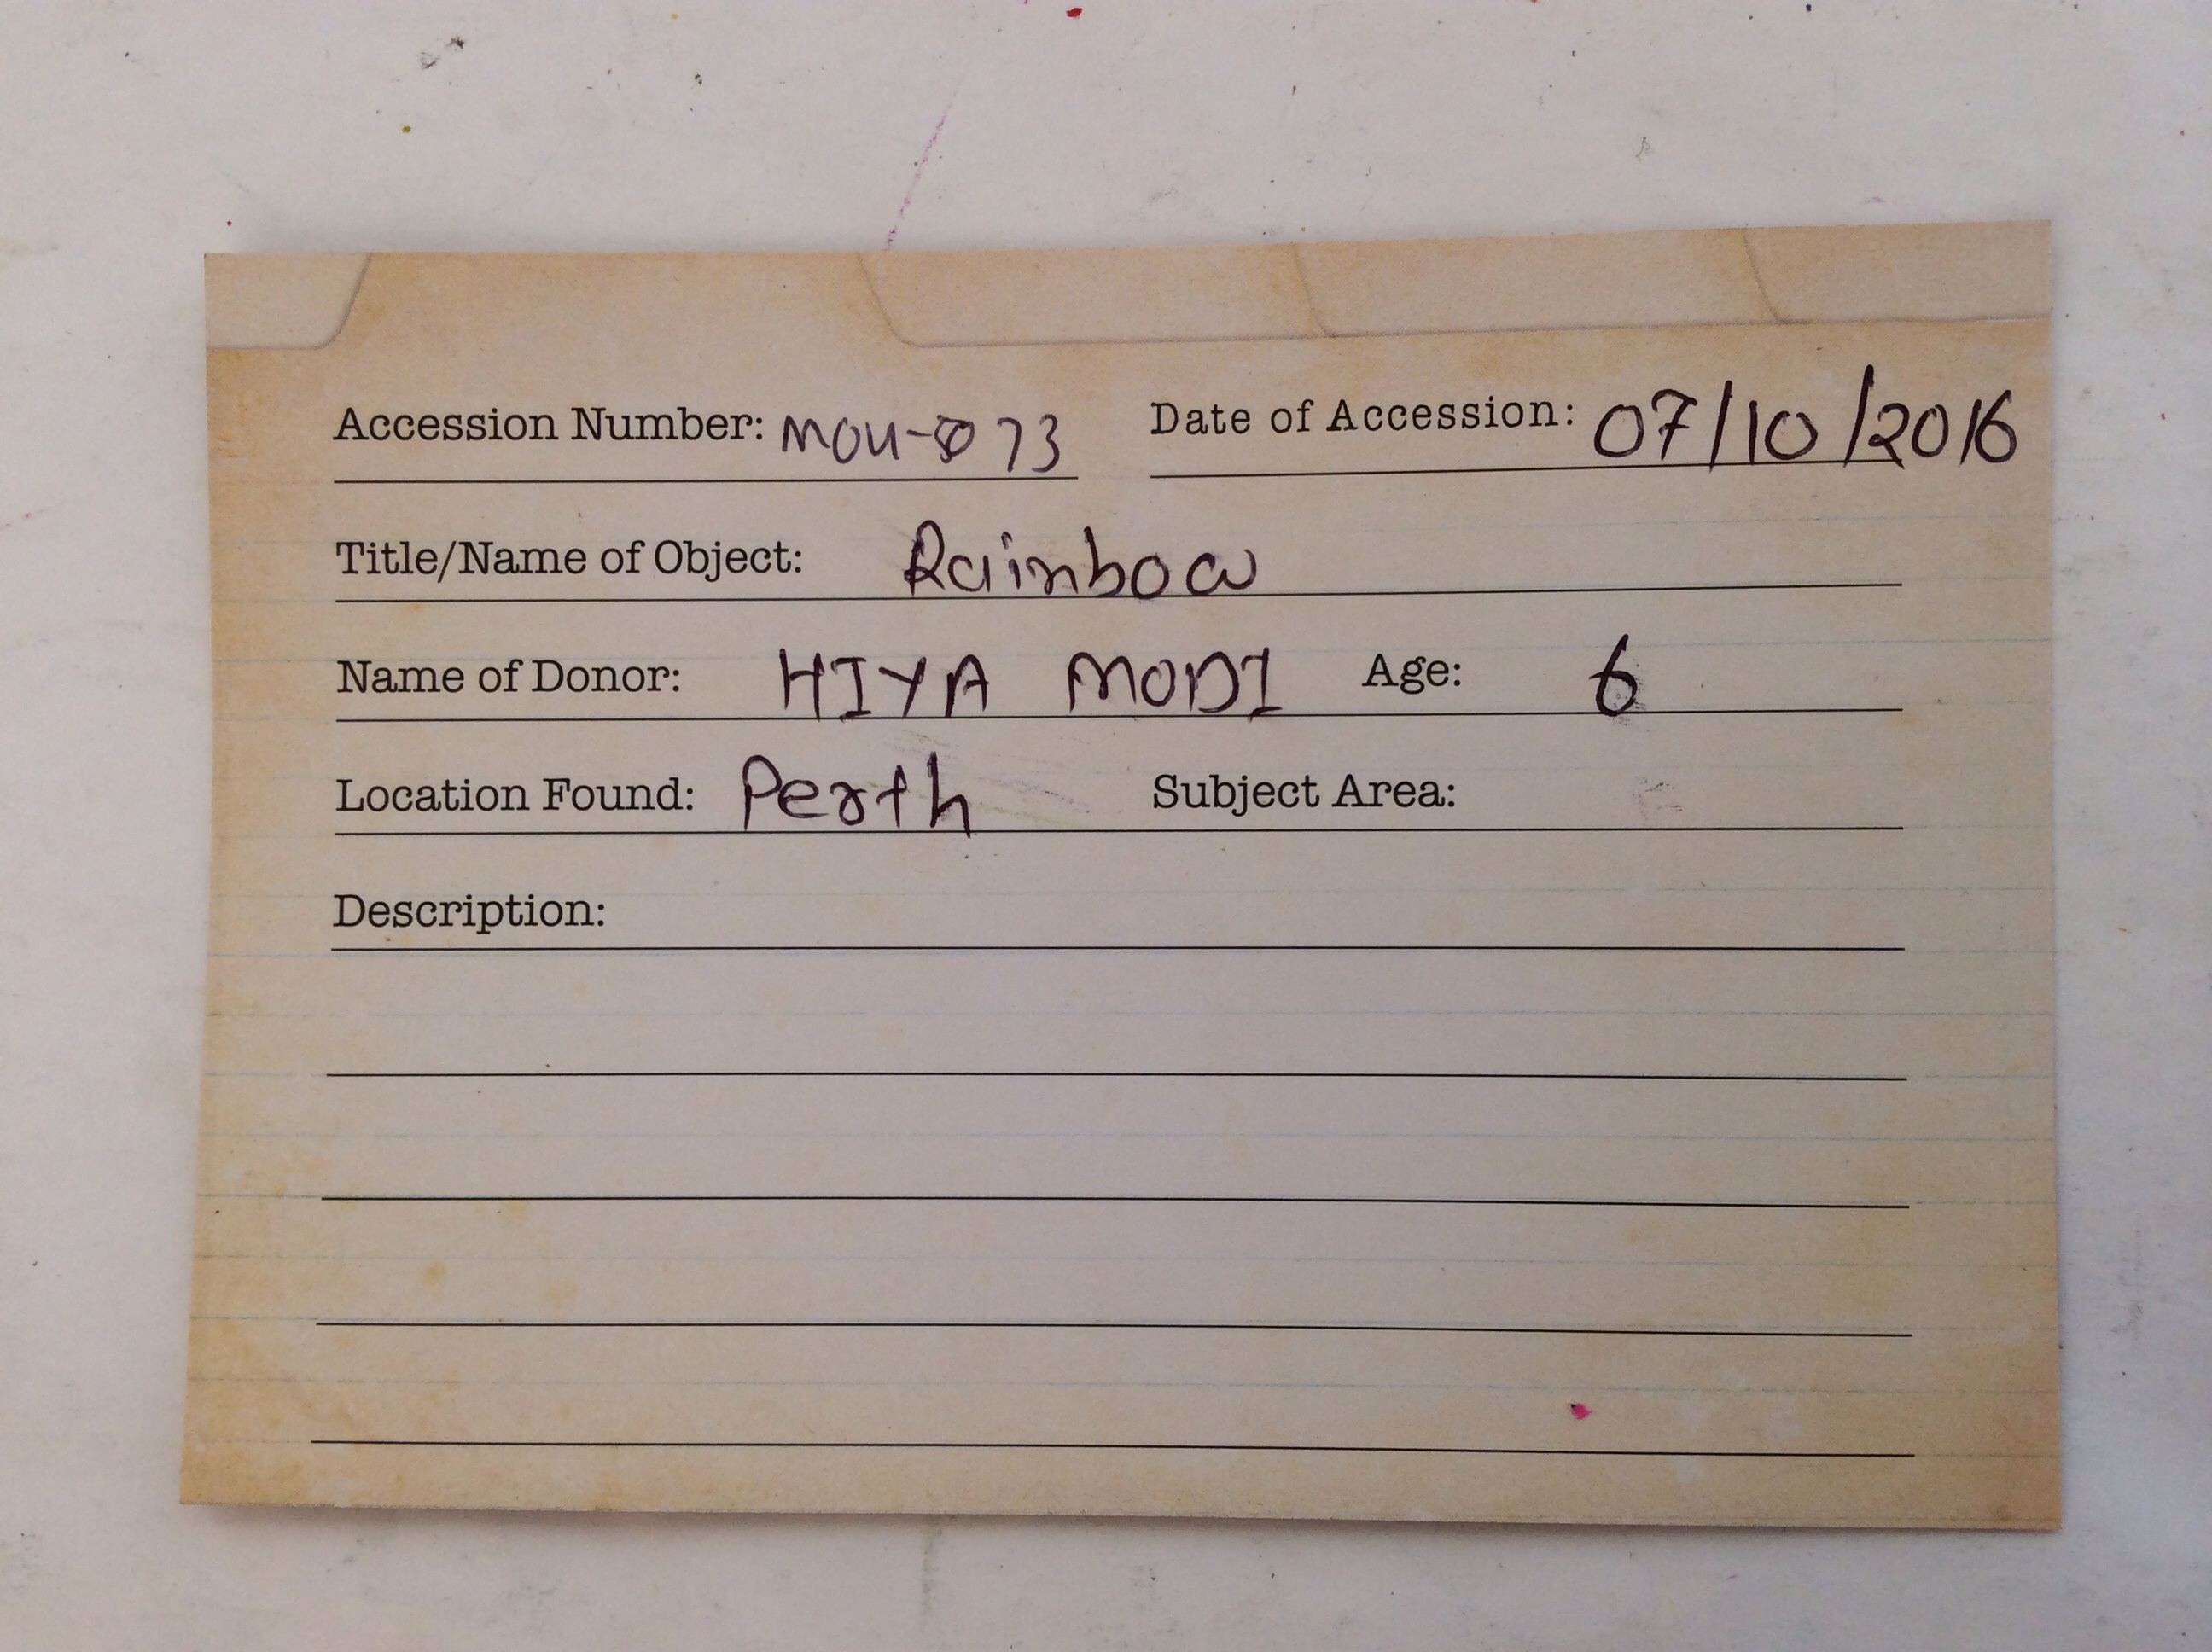 Accession Number: MOU-073 Date of Accession: 07/10/2016
Title/Name of Object: Rainbow
Name of Donor: HIYA MODI Age: 6
Location Found: Perth Subject Area:
Description: